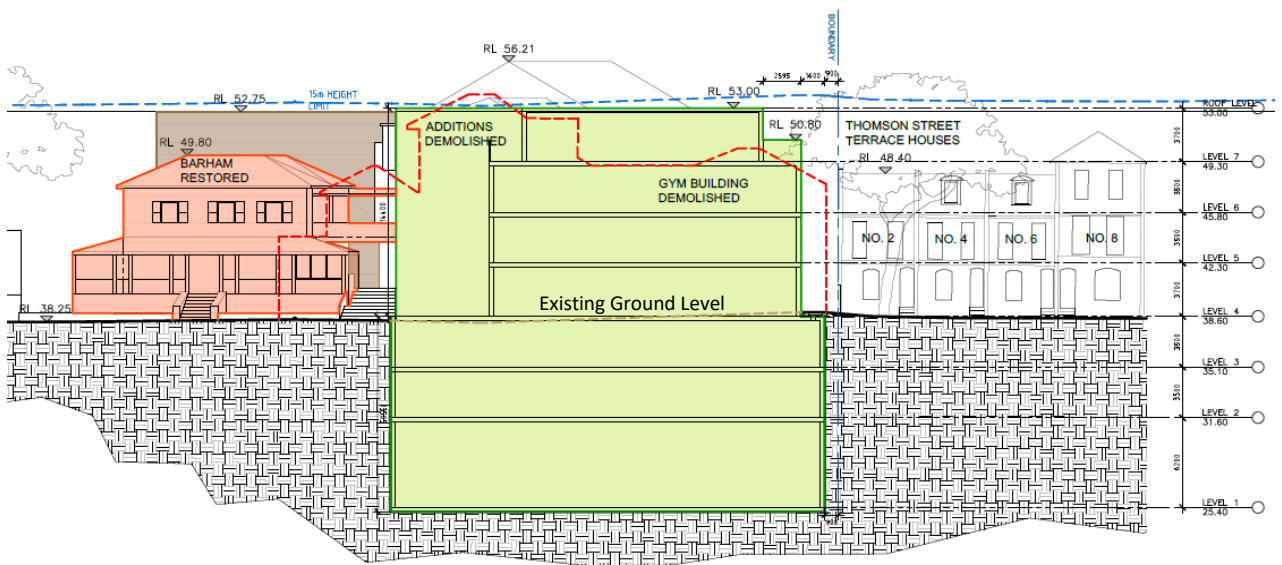 BOUNDARY
RL 56.21
2595 1600 900
15m HEIGHT
LIMIT
RL 52.75
RL 53.00
ROOF LEVEL
53.00
ADDITIONS
DEMOLISHED
RL 50.80
THOMSON STREET
TERRACE HOUSES
3700
RL 49.80
BARHAM
RESTORED
RL 48.40
LEVEL 7
49.30
GYM BUILDING
DEMOLISHED
3500
LEVEL 6
45.80
NO. 2
NO. 4
NO. 6
NO. 8
3500
LEVEL 5
42.30
3700
RL 38.25
Existing Ground Level
LEVEL 4
38.60
3500
LEVEL 3
35.10
3500
LEVEL 2
31.60
6200
LEVEL 1
25.40